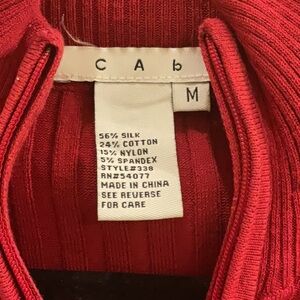 C A b
M
56% SILK
24% COTTON
15% NYLON
5% SPANDEX
STYLE#338
RN#54077
MADE IN CHINA
SEE REVERSE
FOR CARE